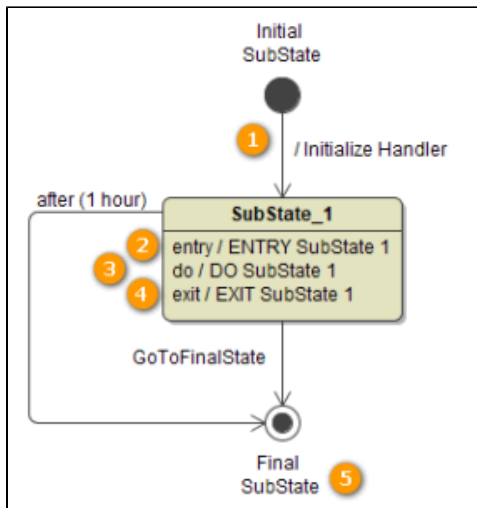 Initial
SubState
1
/ Initialize Handler
after (1 hour)
SubState_1
2
entry / ENTRY SubState 1
3
do / DO SubState 1
4
exit / EXIT SubState 1
GoToFinalState
Final
SubState
5